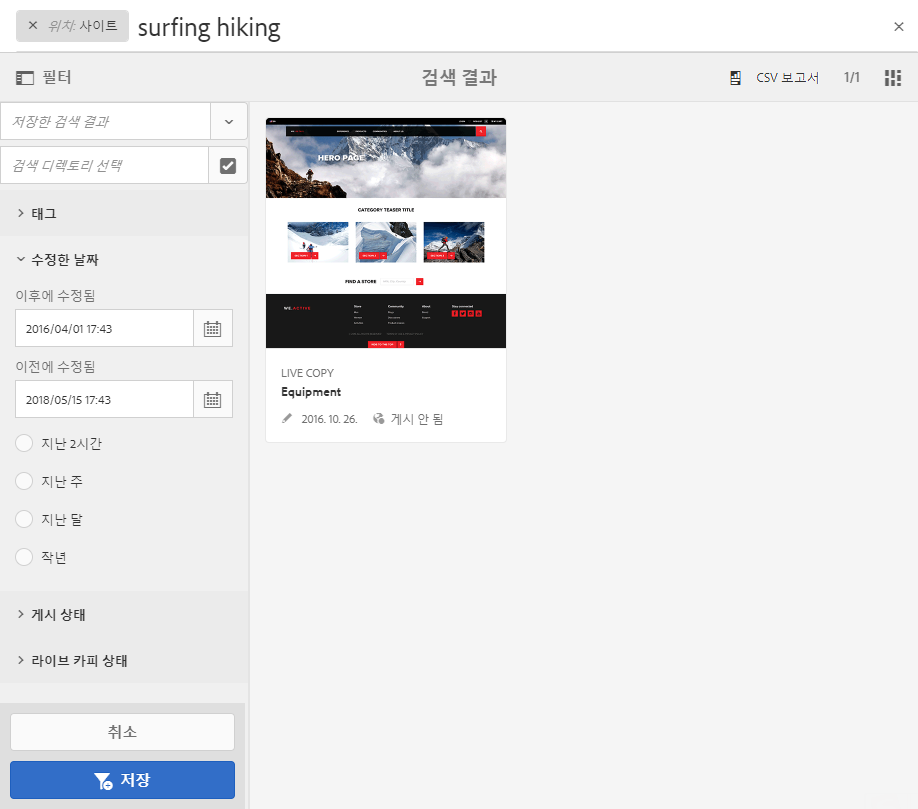 위치: 사이트 surfing hiking
필터
검색 결과
CSV 보고서
1/1
저장한 검색 결과
검색 디렉토리 선택
태그
수정한 날짜
이후에 수정됨
2016/04/01 17:43
이전에 수정됨
2018/05/15 17:43
지난 2시간
지난 주
지난 달
작년
게시 상태
라이브 카피 상태
취소
저장
HERO PAGE
CATEGORY TEASER TITLE
FIND A STORE
LIVE COPY
Equipment
2016. 10. 26.
게시 안 됨